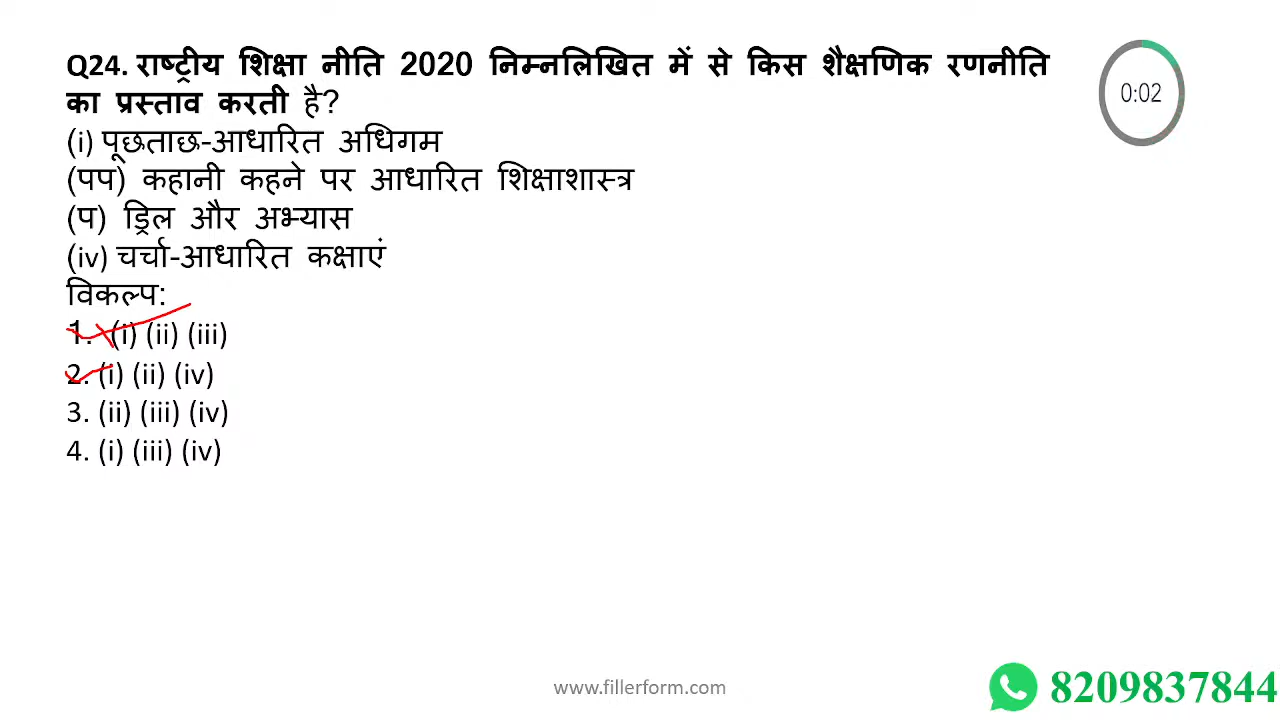 Q24. राष्ट्रीय शिक्षा नीति 2020 निम्नलिखित में से किस शैक्षणिक रणनीति
का प्रस्ताव करती है?
0:02
(i) पूछताछ-आधारित अधिगम
(पप) कहानी कहने पर आधारित शिक्षाशास्त्र
(प) ड्रिल और अभ्यास
(iv) चर्चा-आधारित कक्षाएं
विकल्प:
1. (i) (ii) (iii)
2. (i) (ii) (iv)
3. (ii) (iii) (iv)
4. (i) (iii) (iv)
www.fillerform.com
8209837844